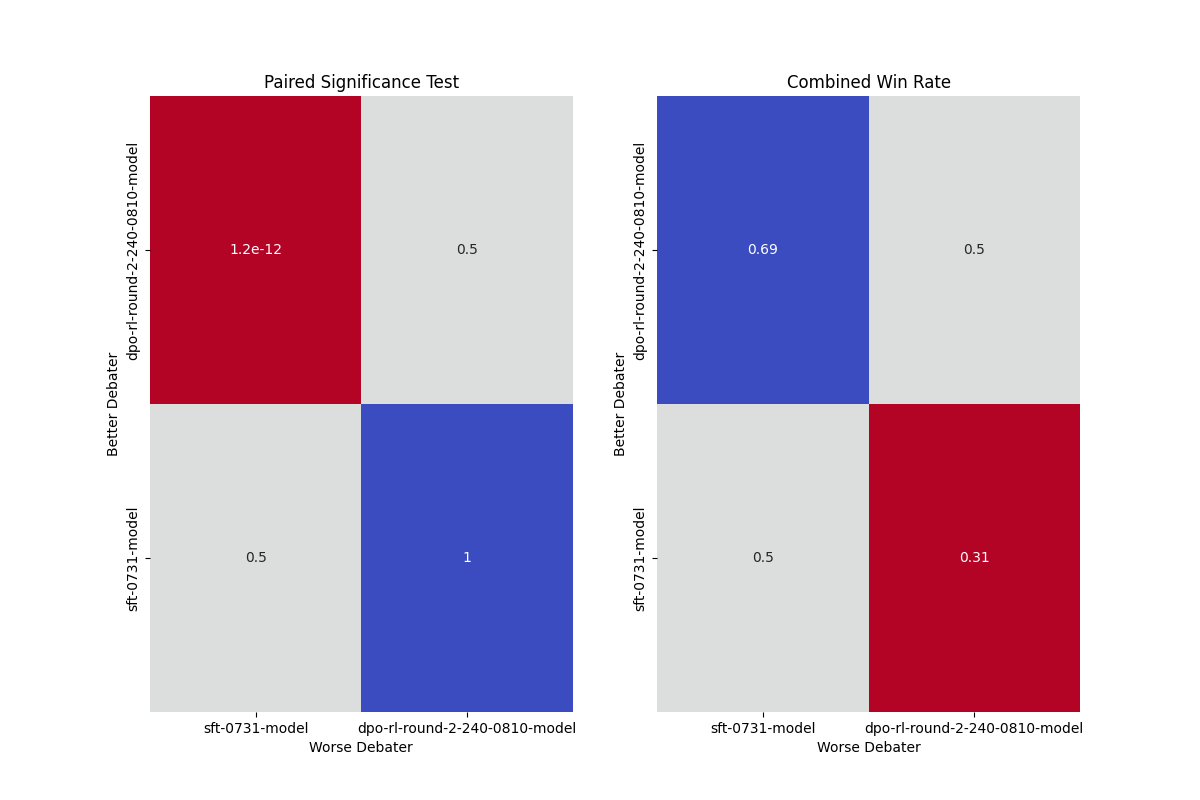 Paired Significance Test
Better Debater
dpo-rl-round-2-240-0810-model
sft-0731-model
1.2e-12
0.5
0.5
1
sft-0731-model
dpo-rl-round-2-240-0810-model
Worse Debater
Combined Win Rate
Better Debater
dpo-rl-round-2-240-0810-model
sft-0731-model
0.69
0.5
0.5
0.31
sft-0731-model
dpo-rl-round-2-240-0810-model
Worse Debater